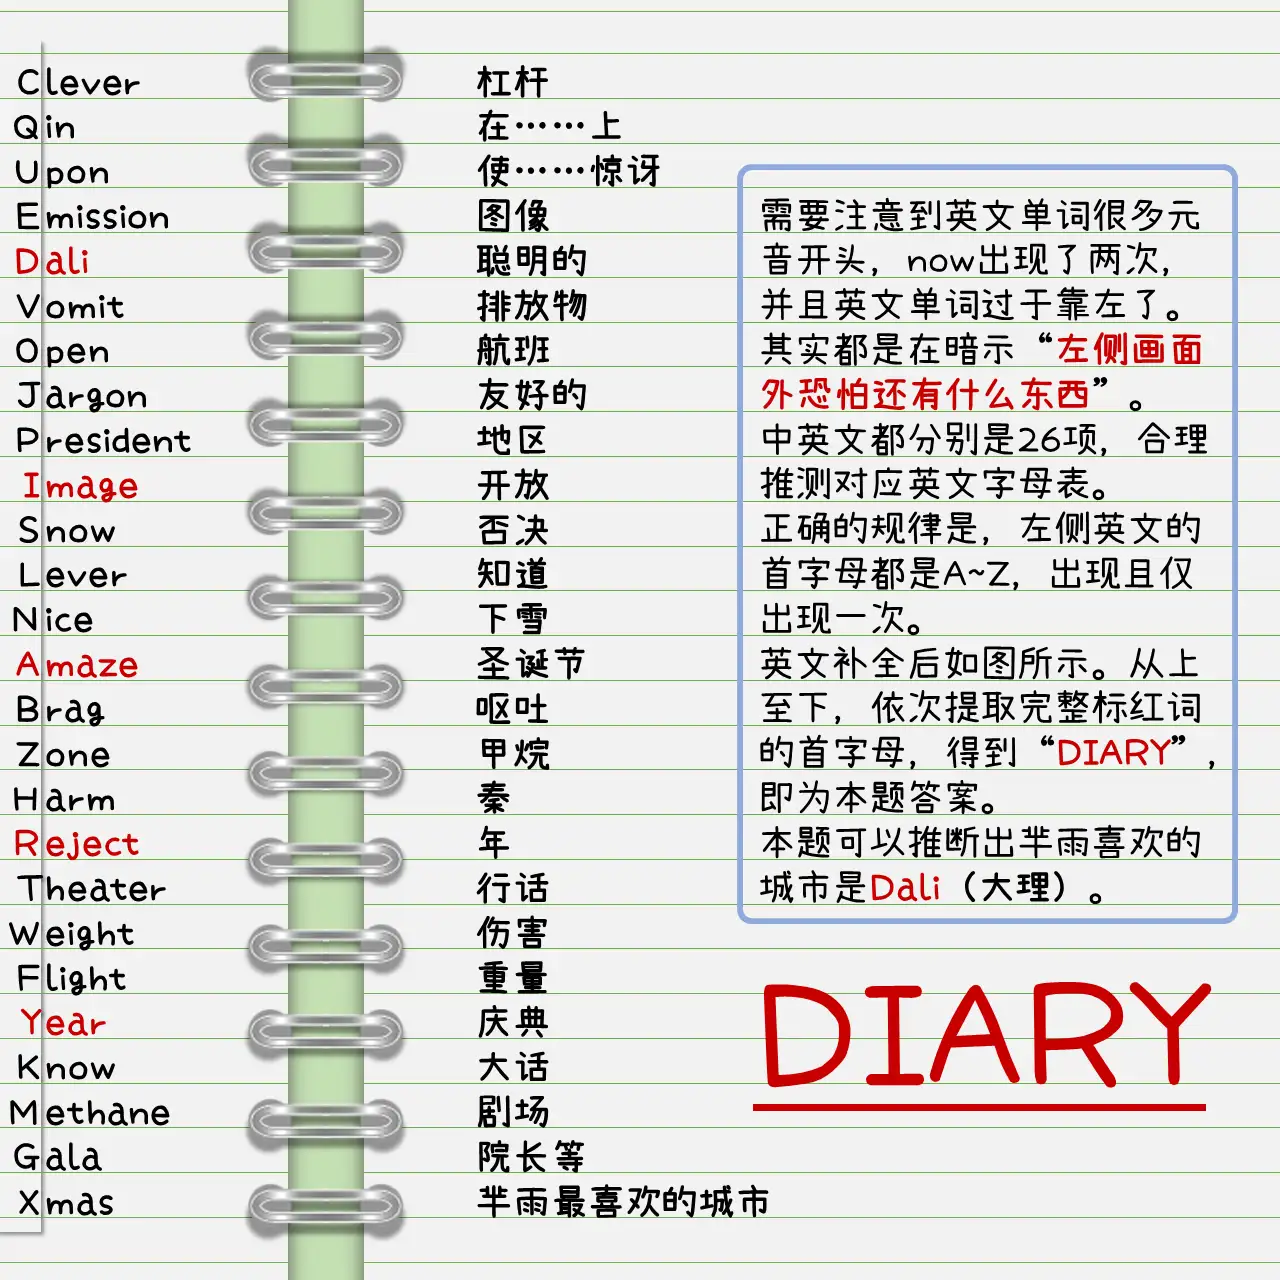 Clever
Qin
Upon
Emission
Dali
Vomit
Open
Jargon
President
Image
Snow
Lever
Nice
Amaze
Brag
Zone
Harm
Reject
Theater
Weight
Flight
Year
Know
Methane
Gala
Xmas
杠杆
在……上
使……惊讶
图像
聪明的
排放物
航班
友好的
地区
开放
否决
知道
下雪
圣诞节
呕吐
甲烷
秦
年
行话
伤害
重量
庆典
大话
剧场
院长等
芈雨最喜欢的城市
需要注意到英文单词很多元
音开头，now出现了两次，
并且英文单词过于靠左了。
其实都是在暗示“左侧画面
外恐怕还有什么东西”。
中英文都分别是26项，合理
推测对应英文字母表。
正确的规律是，左侧英文的
首字母都是A~Z，出现且仅
出现一次。
英文补全后如图所示。从上
至下，依次提取完整标红词
的首字母，得到“DIARY”，
即为本题答案。
本题可以推断出芈雨喜欢的
城市是Dali（大理）。
DIARY